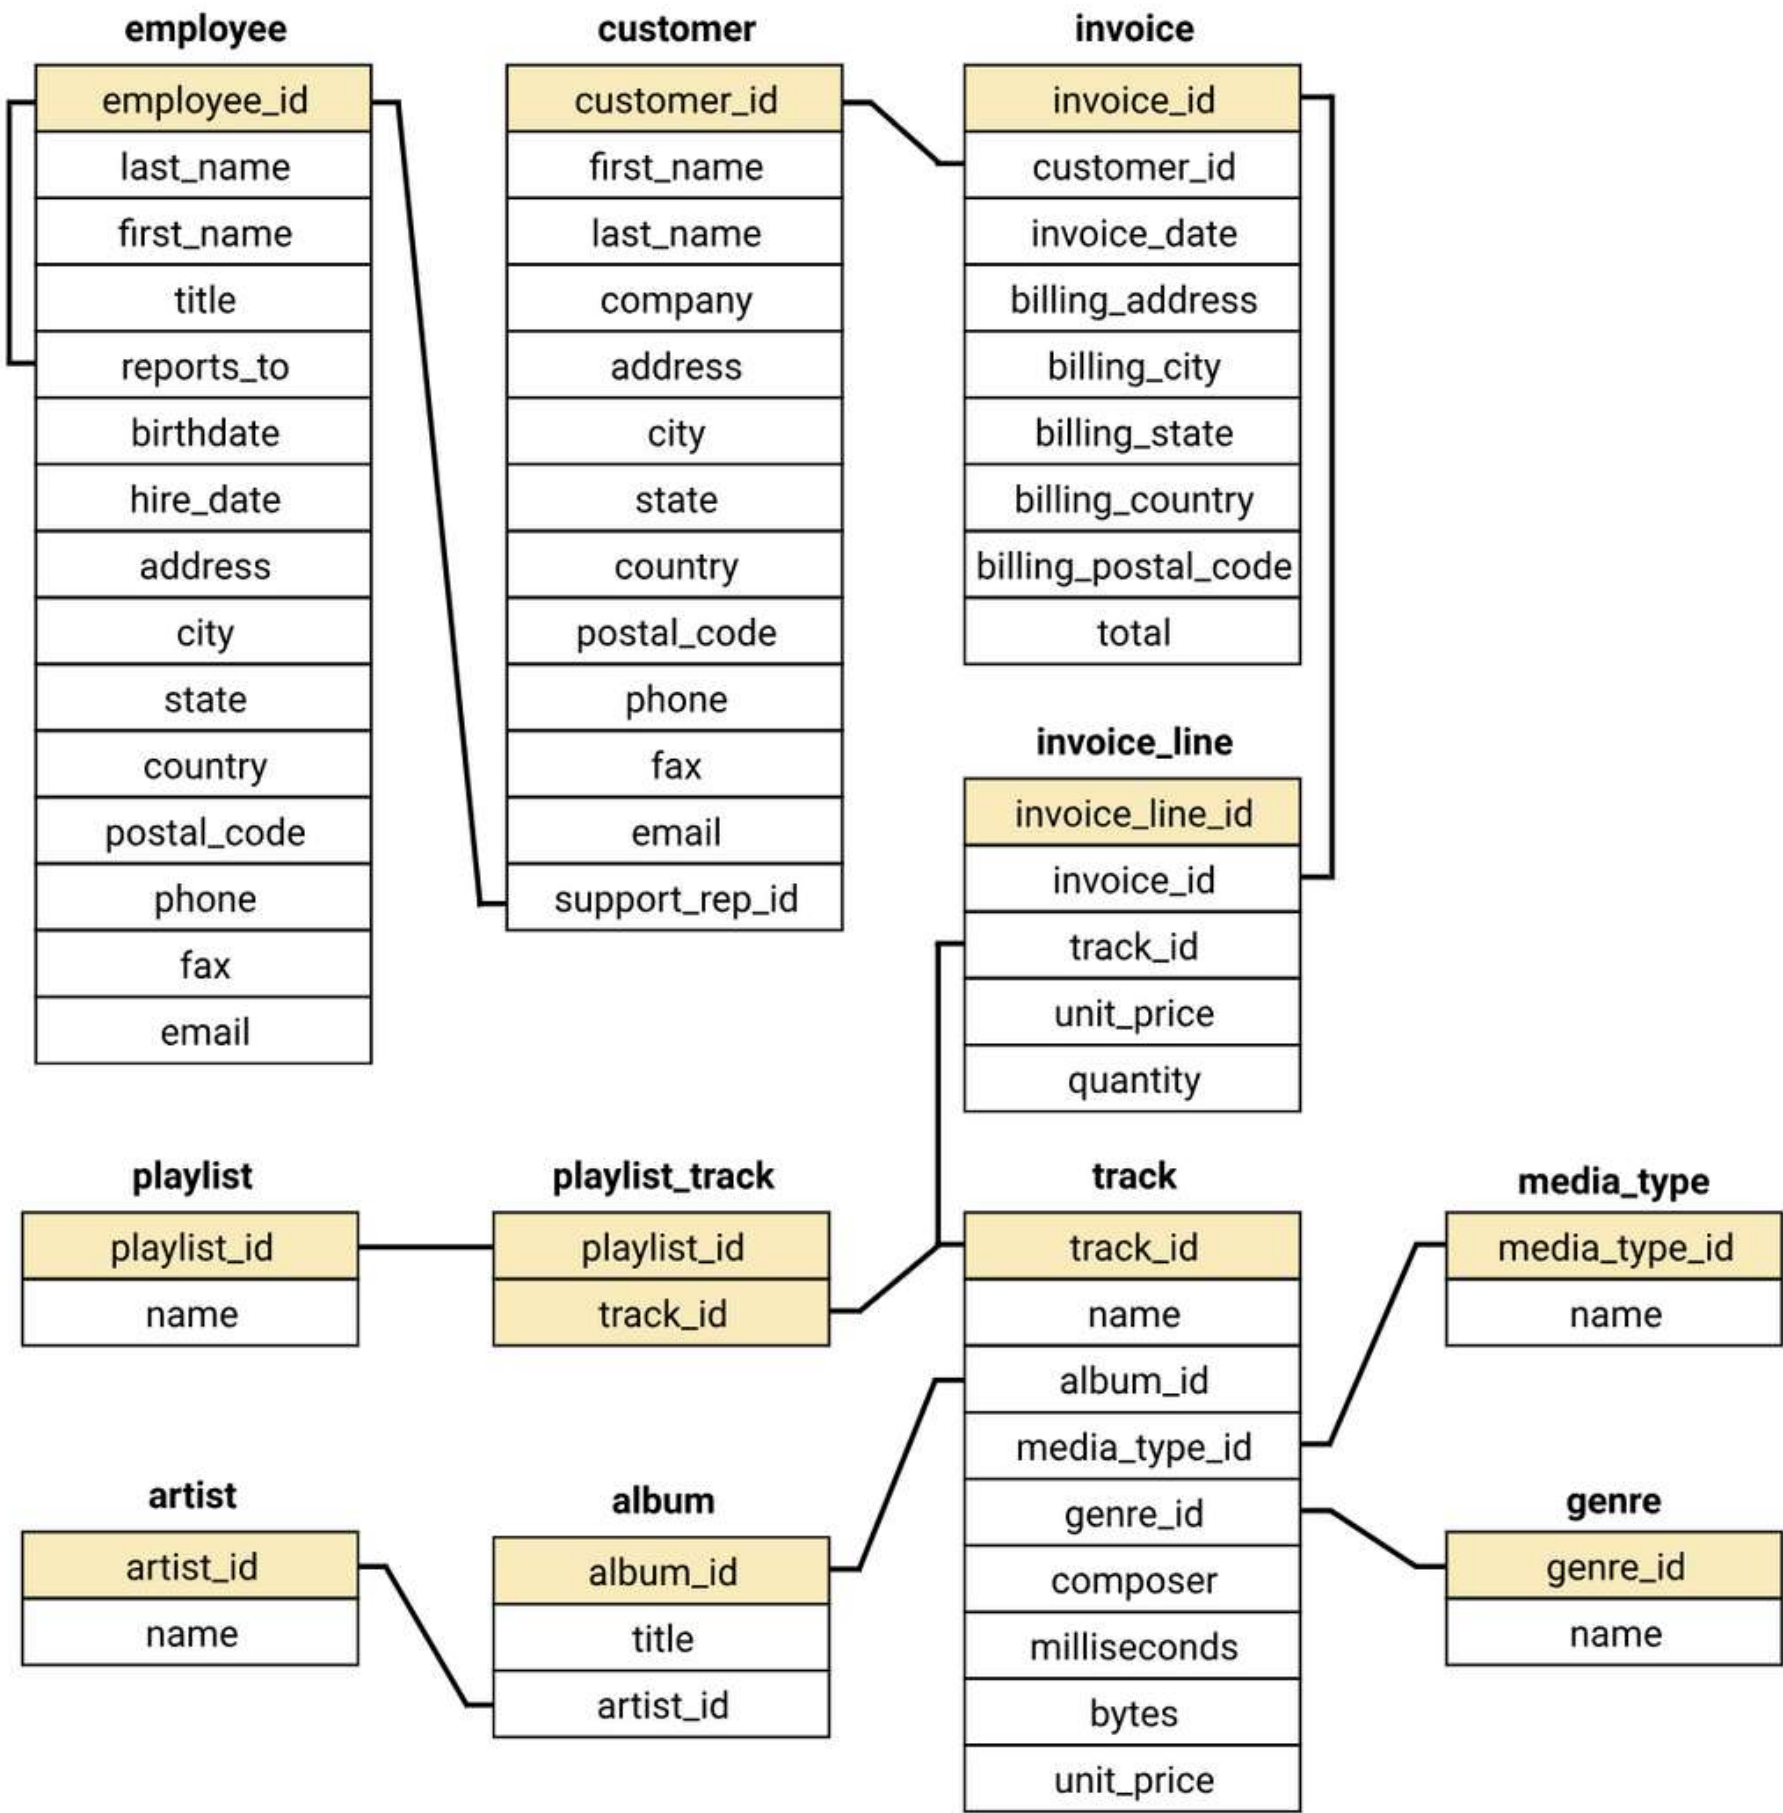 employee
employee_id
last_name
first_name
title
reports_to
birthdate
hire_date
address
city
state
country
postal_code
phone
fax
email
customer
customer_id
first_name
last_name
company
address
city
state
country
postal_code
phone
fax
email
support_rep_id
invoice
invoice_id
customer_id
invoice_date
billing_address
billing_city
billing_state
billing_country
billing_postal_code
total
invoice_line
invoice_line_id
invoice_id
track_id
unit_price
quantity
playlist
playlist_id
name
playlist_track
playlist_id
track_id
track
track_id
name
album_id
media_type_id
genre_id
composer
milliseconds
bytes
unit_price
media_type
media_type_id
name
artist
artist_id
name
album
album_id
title
artist_id
genre
genre_id
name